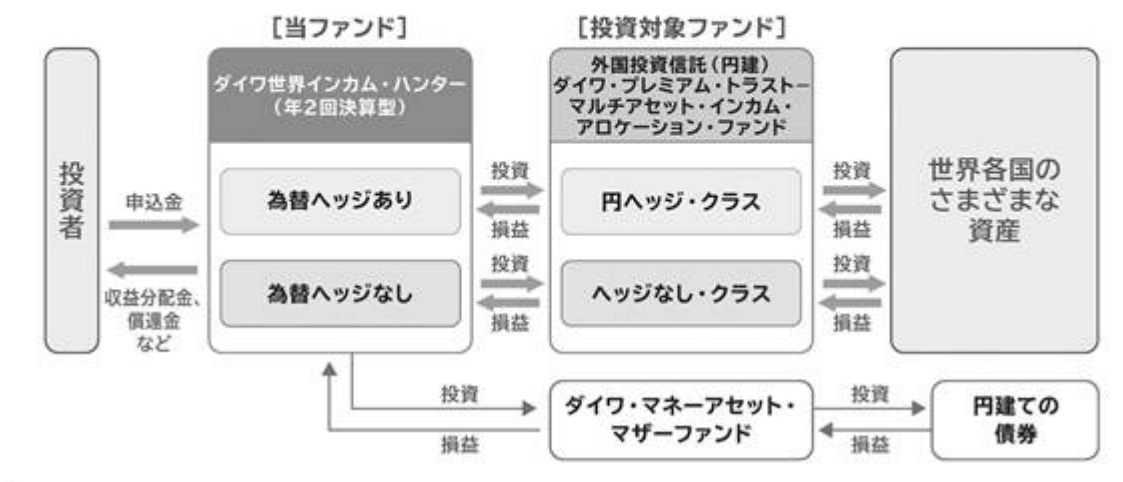 [当ファンド]
[投資対象ファンド]
投資者
申込金
収益分配金、
償還金
など
ダイワ世界インカム・ハンター
(年2回決算型)
為替ヘッジあり
為替ヘッジなし
投資
損益
投資
損益
外国投資信託(円建)
ダイワ・プレミアム・トラスト−
マルチアセット・インカム・
アロケーション・ファンド
円ヘッジ・クラス
ヘッジなし・クラス
投資
損益
投資
損益
世界各国の
さまざまな
資産
投資
損益
ダイワ・マネーアセット・
マザーファンド
投資
損益
円建ての
債券